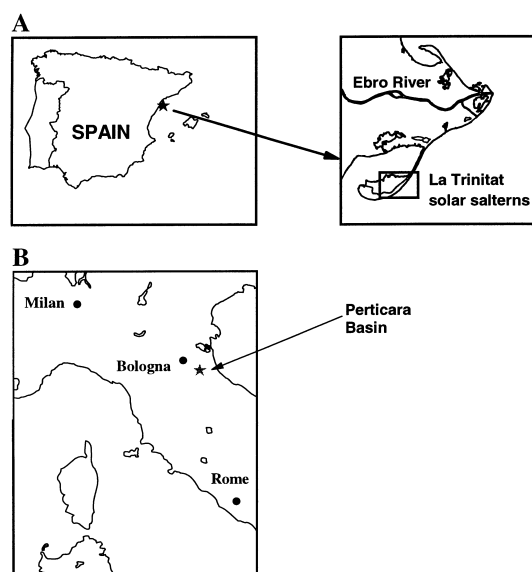 A
SPAIN
Ebro River
La Trinitat
solar salterns
B
Milan
Bologna
Rome
Perticara
Basin